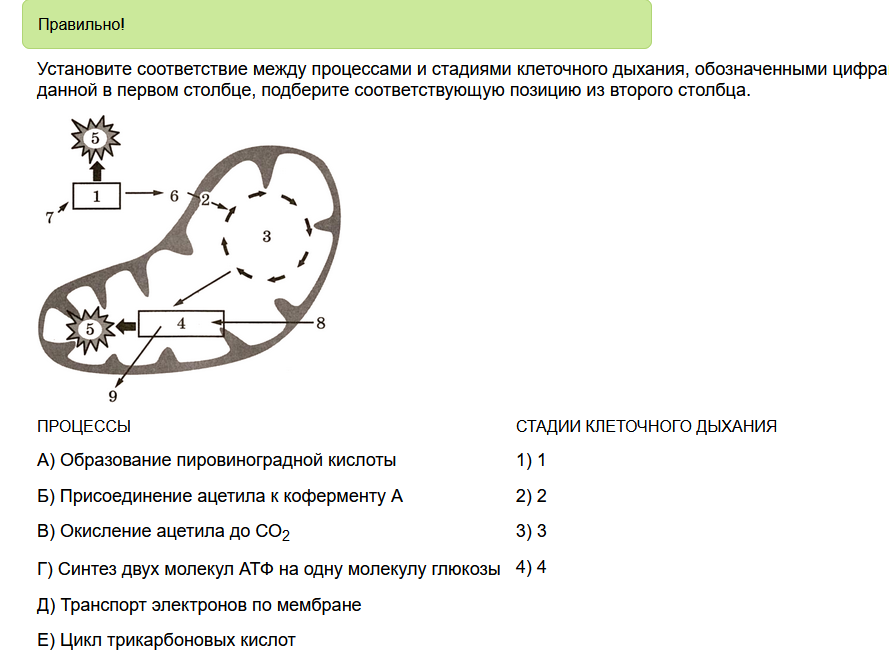 Правильно!
Установите соответствие между процессами и стадиями клеточного дыхания, обозначенными цифра
данной в первом столбце, подберите соответствующую позицию из второго столбца.
5
1
6
2
7
3
5
4
8
9
ПРОЦЕССЫ
СТАДИИ КЛЕТОЧНОГО ДЫХАНИЯ
А) Образование пировиноградной кислоты
1) 1
Б) Присоединение ацетила к коферменту А
2) 2
В) Окисление ацетила до CO2
3) 3
Г) Синтез двух молекул АТФ на одну молекулу глюкозы
4) 4
Д) Транспорт электронов по мембране
Е) Цикл трикарбоновых кислот